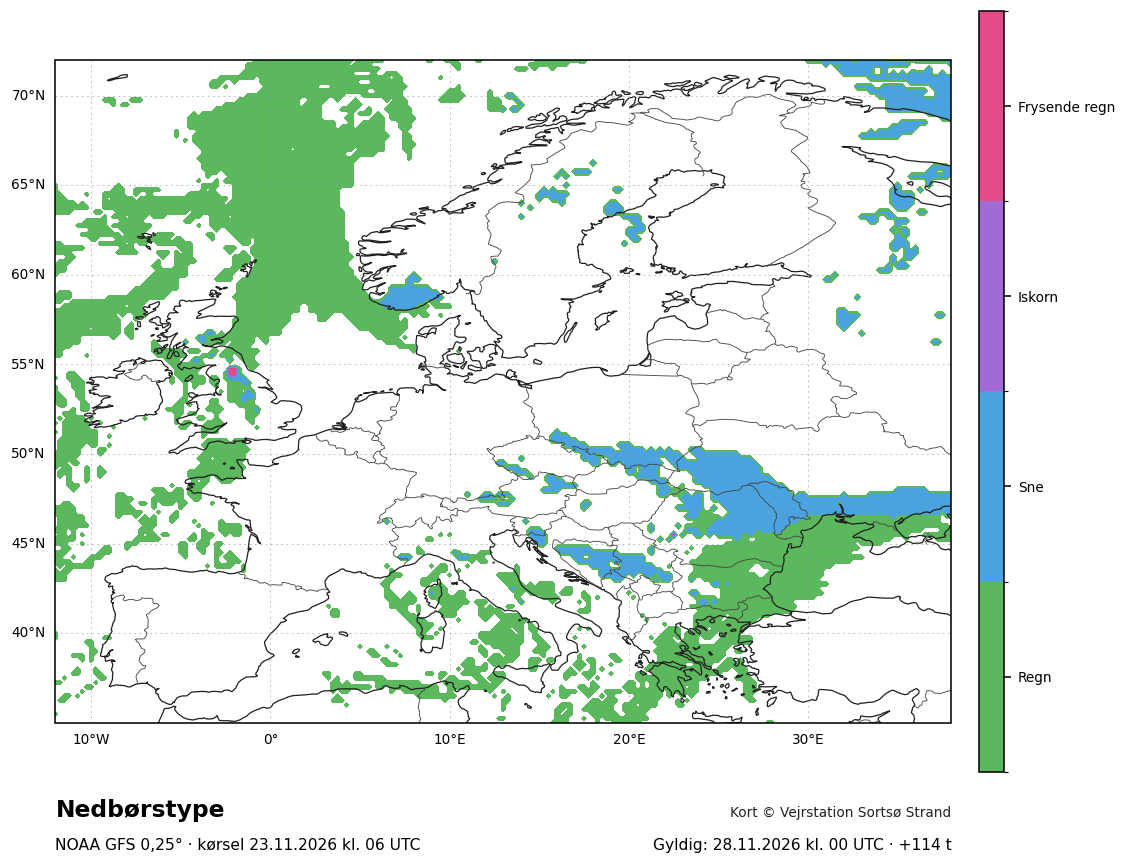 70°N
65°N
60°N
55°N
50°N
45°N
40°N
10°W
0°
10°E
20°E
30°E
Frysende regn
Iskorn
Sne
Regn
Nedbørstype
Kort © Vejrstation Sortsø Strand
NOAA GFS 0,25° · kørsel 23.11.2026 kl. 06 UTC
Gyldig: 28.11.2026 kl. 00 UTC · +114 t